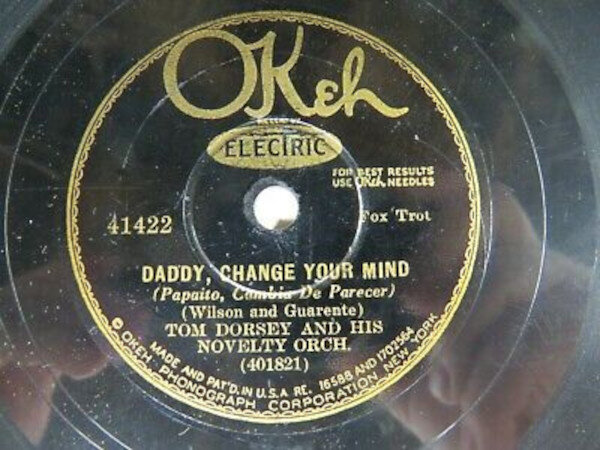 OKeh
ELECTRIC
FOR BEST RESULTS
USE OKeh NEEDLES
41422
Fox Trot
DADDY, CHANGE YOUR MIND
(Papaito, Cambia De Parecer)
(Wilson and Guarente)
TOM DORSEY AND HIS
NOVELTY ORCH.
(401821)
MADE AND PAT'D. IN U.S.A RE. 16588 AND 1702564
© OKEH PHONOGRAPH CORPORATION, NEW YORK